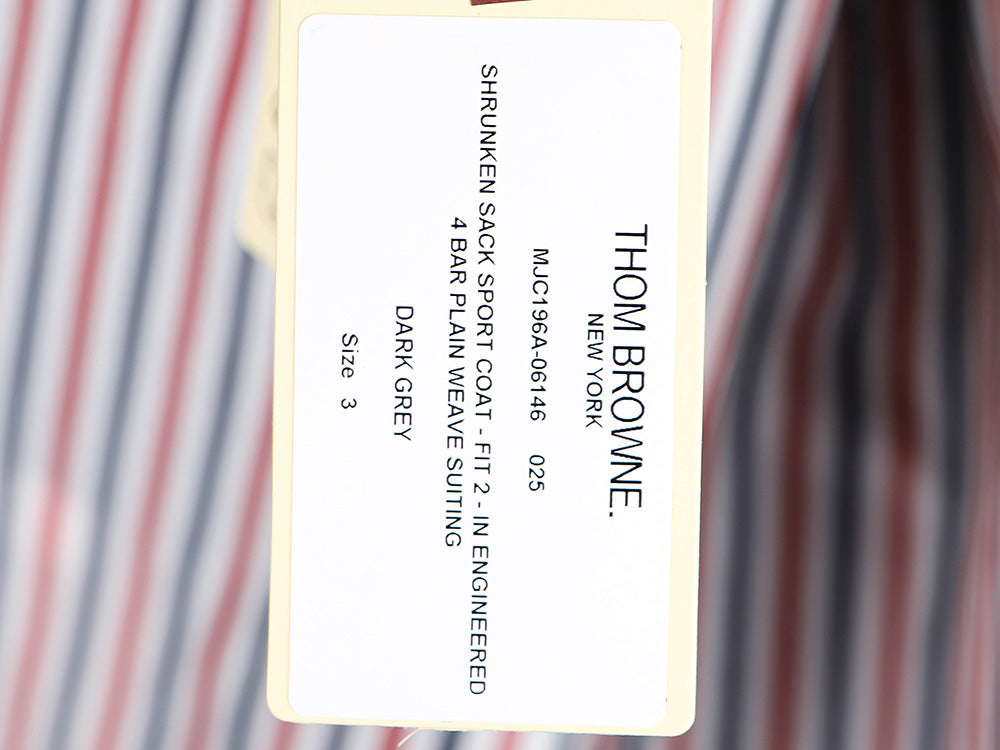 THOM BROWNE.
NEW YORK
MJC196A-06146 025
SHRUNKEN SACK SPORT COAT - FIT 2 - IN ENGINEERED
4 BAR PLAIN WEAVE SUITING
DARK GREY
Size 3